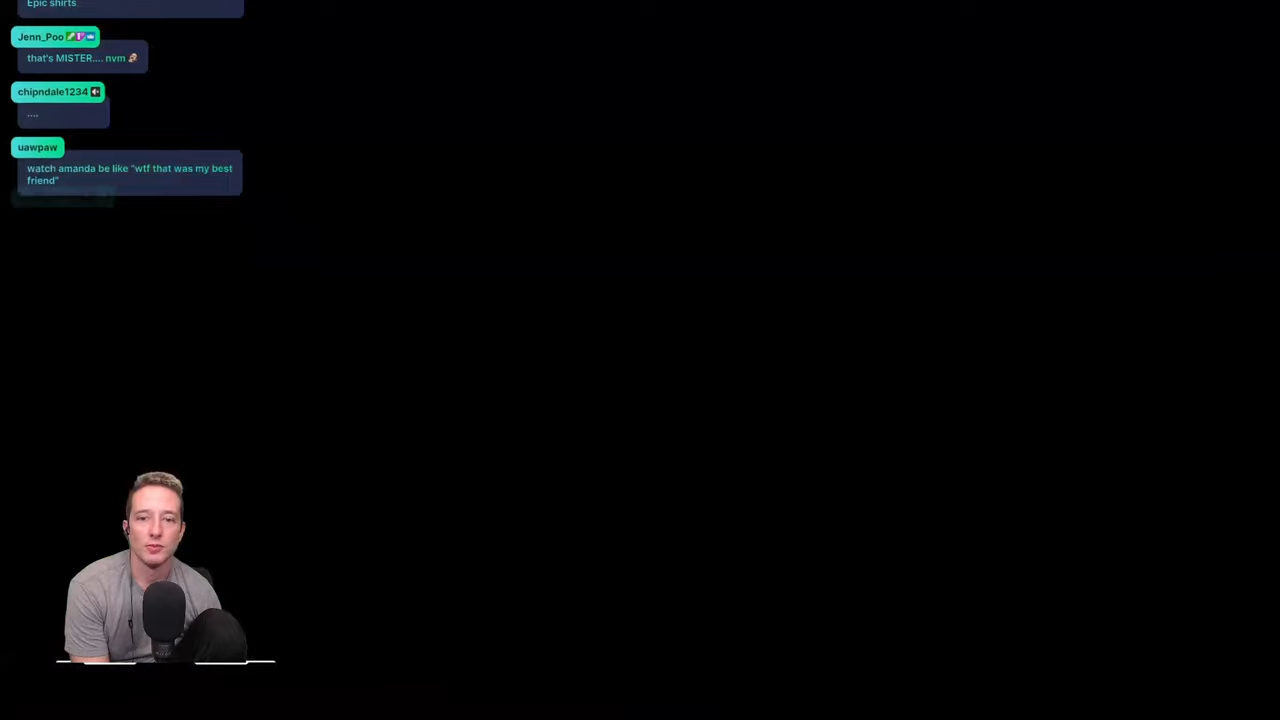 Epic shirts
Jenn_Poo
that's MISTER.... nvm
chipndale1234
....
uawpaw
watch amanda be like "wtf that was my best
friend"